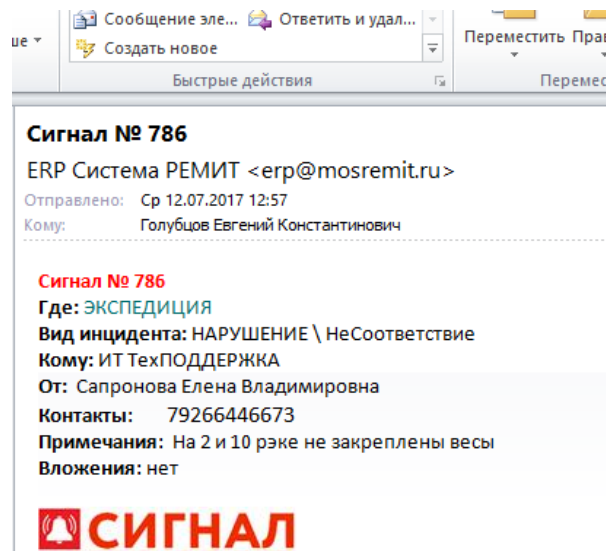 ше
Сообщение эле... Ответить и удал...
Создать новое
Переместить Прав
Быстрые действия
Перемес
Сигнал № 786
ERP Система РЕМИТ <erp@mosremit.ru>
Отправлено: Ср 12.07.2017 12:57
Кому: Голубцов Евгений Константинович
Сигнал № 786
Где: ЭКСПЕДИЦИЯ
Вид инцидента: НАРУШЕНИЕ \ НеСоответствие
Кому: ИТ ТехПОДДЕРЖКА
От: Сапронова Елена Владимировна
Контакты: 79266446673
Примечания: На 2 и 10 рэке не закреплены весы
Вложения: нет
СИГНАЛ